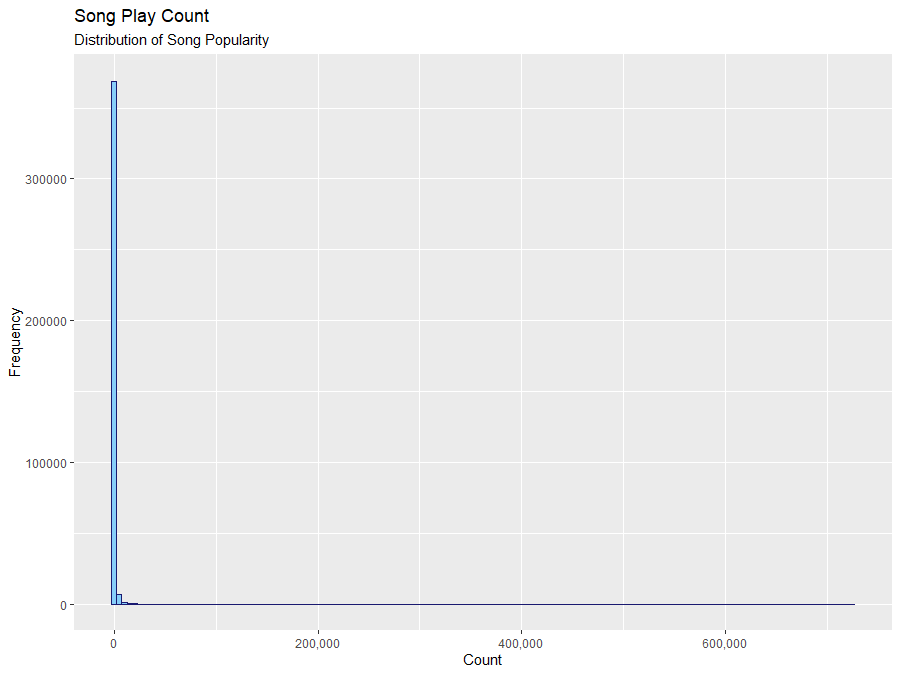 Song Play Count
Distribution of Song Popularity
Frequency
300000
200000
100000
0
0 200,000 400,000 600,000
Count